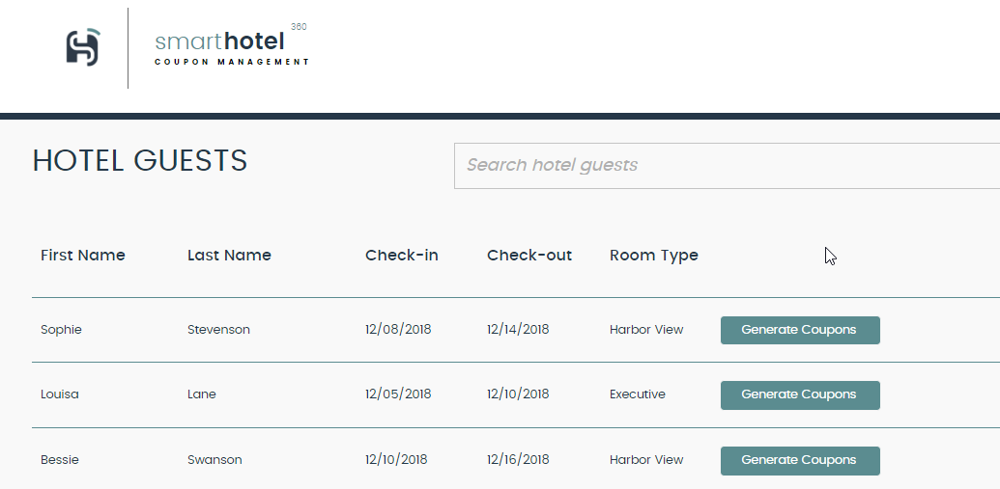 360
smarthotel
COUPON MANAGEMENT
HOTEL GUESTS
Search hotel guests
First Name Last Name Check-in Check-out Room Type
Sophie Stevenson 12/08/2018 12/14/2018 Harbor View Generate Coupons
Louisa Lane 12/05/2018 12/10/2018 Executive Generate Coupons
Bessie Swanson 12/10/2018 12/16/2018 Harbor View Generate Coupons